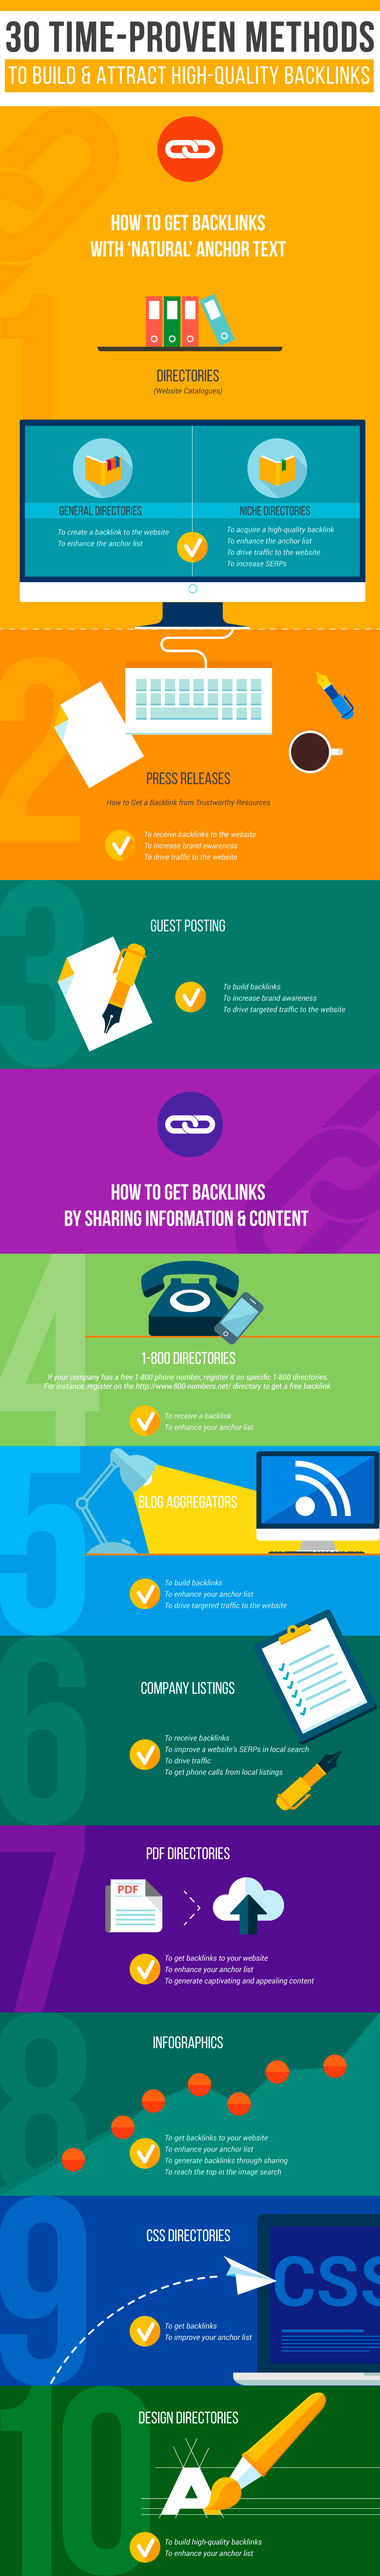 30 TIME-PROVEN METHODS
TO BUILD & ATTRACT HIGH-QUALITY BACKLINKS
HOW TO GET BACKLINKS
WITH ‘NATURAL’ ANCHOR TEXT
1
DIRECTORIES
(Website Catalogues)
GENERAL DIRECTORIES
To create a backlink to the website
To enhance the anchor list
NICHE DIRECTORIES
To acquire a high-quality backlink
To enhance the anchor list
To drive traffic to the website
To increase SERPs
2
PRESS RELEASES
How to Get a Backlink from Trustworthy Resources
To receive backlinks to the website
To increase brand awareness
To drive traffic to the website
3
GUEST POSTING
To build backlinks
To increase brand awareness
To drive targeted traffic to the website
HOW TO GET BACKLINKS
BY SHARING INFORMATION & CONTENT
4
1-800 DIRECTORIES
If your company has a free 1-800 phone number, register it on specific 1-800 directories.
For instance, register on the http://www.800-numbers.net/ directory to get a free backlink.
To receive a backlink
To enhance your anchor list
5
BLOG AGGREGATORS
To build backlinks
To enhance your anchor list
To drive targeted traffic to the website
6
COMPANY LISTINGS
To receive backlinks
To improve a website's SERPs in local search
To drive traffic
To get phone calls from local listings
7
PDF DIRECTORIES
PDF
To get backlinks to your website
To enhance your anchor list
To generate captivating and appealing content
8
INFOGRAPHICS
To get backlinks to your website
To enhance your anchor list
To generate backlinks through sharing
To reach the top in the image search
9
CSS DIRECTORIES
CSS
To get backlinks
To improve your anchor list
10
DESIGN DIRECTORIES
A
To build high-quality backlinks
To enhance your anchor list